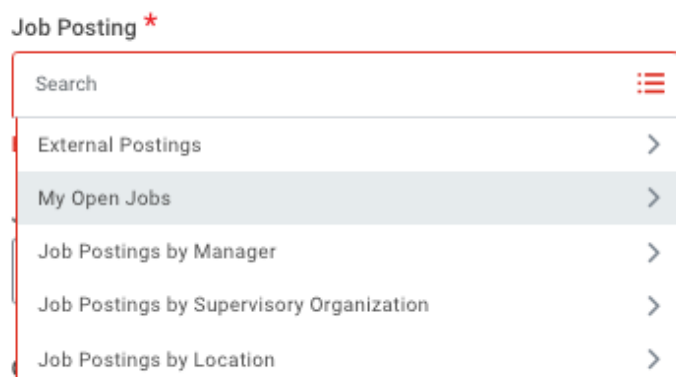 Job Posting *
Search
External Postings
My Open Jobs
Job Postings by Manager
Job Postings by Supervisory Organization
Job Postings by Location